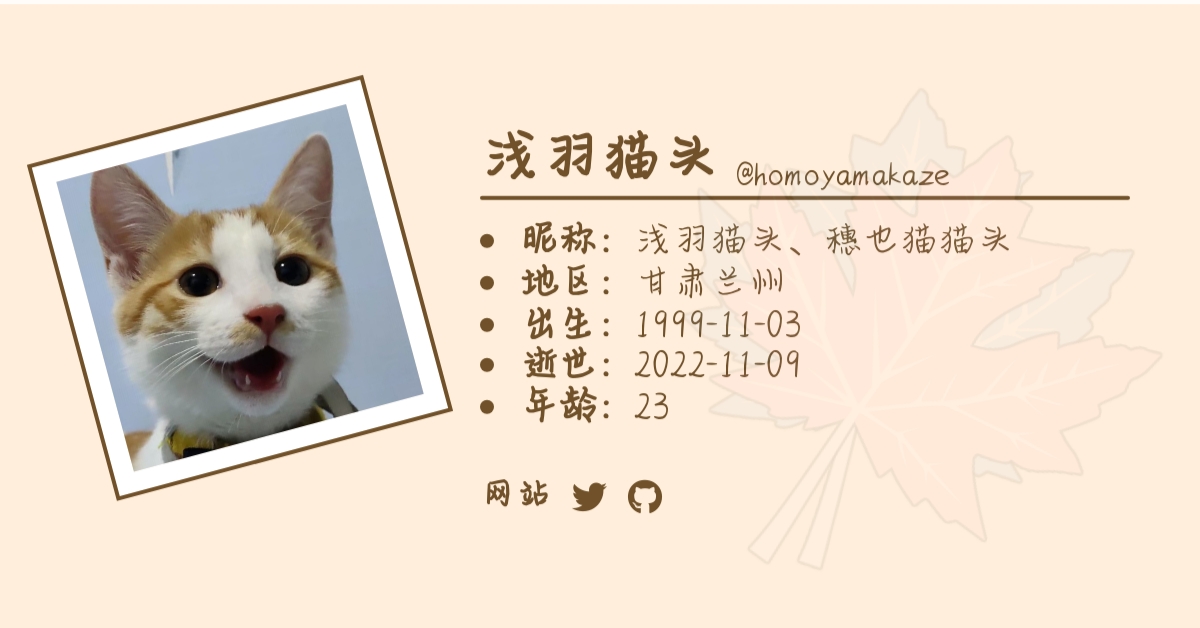 浅羽猫头 @homoyamakaze
昵称：浅羽猫头、穗也猫猫头
地区：甘肃兰州
出生：1999-11-03
逝世：2022-11-09
年龄：23
网站